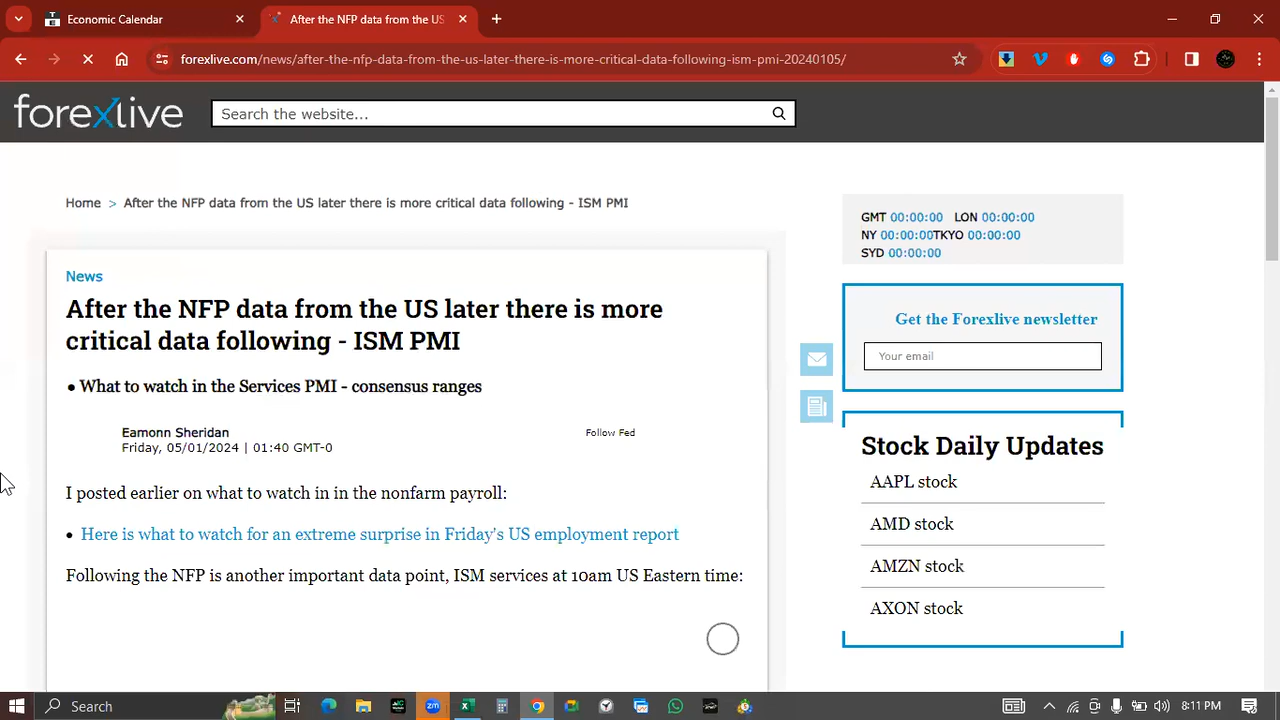 Economic Calendar
After the NFP data from the US
forexlive.com/news/after-the-nfp-data-from-the-us-later-there-is-more-critical-data-following-ism-pmi-20240105/
forexlive
Search the website...
Home > After the NFP data from the US later there is more critical data following - ISM PMI
GMT 00:00:00 LON 00:00:00
NY 00:00:00TKYO 00:00:00
SYD 00:00:00
News
After the NFP data from the US later there is more
critical data following - ISM PMI
• What to watch in the Services PMI - consensus ranges
Eamonn Sheridan
Follow Fed
Friday, 05/01/2024 | 01:40 GMT-0
I posted earlier on what to watch in in the nonfarm payroll:
• Here is what to watch for an extreme surprise in Friday's US employment report
Following the NFP is another important data point, ISM services at 10am US Eastern time:
Get the Forexlive newsletter
Your email
Stock Daily Updates
AAPL stock
AMD stock
AMZN stock
AXON stock
Search
zm
8:11 PM